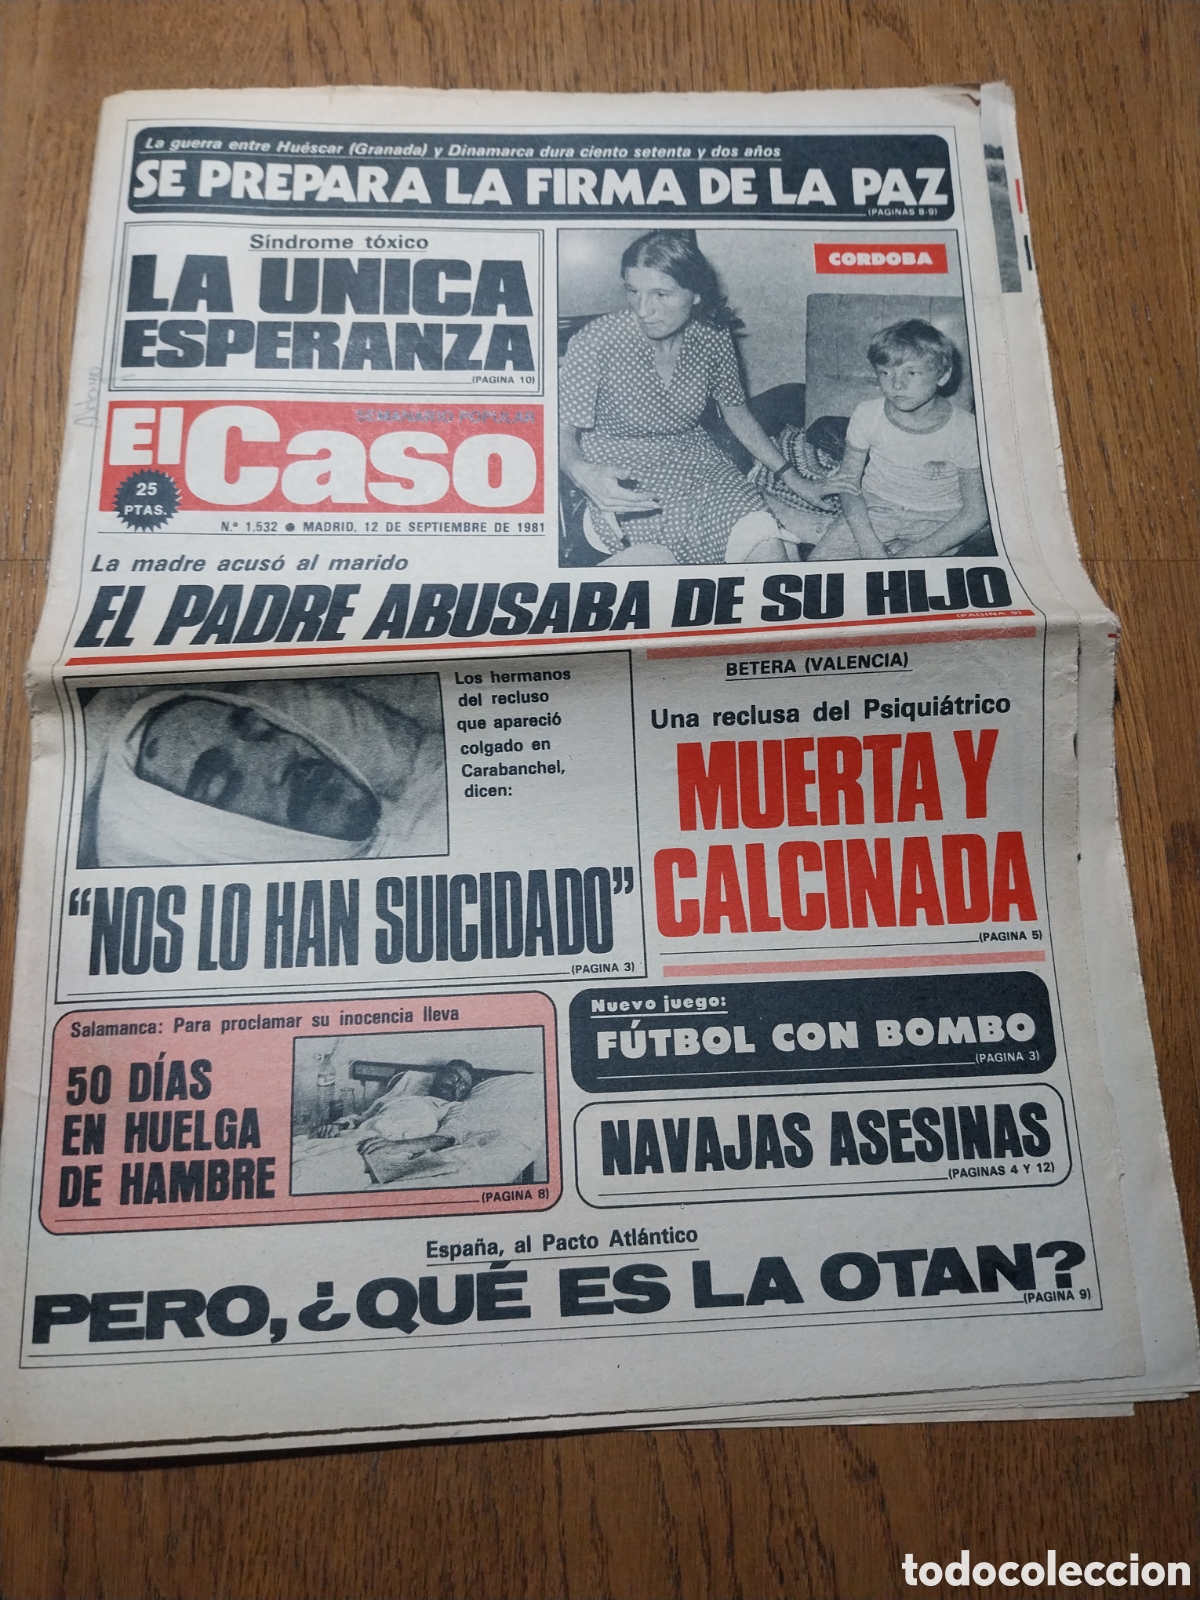 La guerra entre Huéscar (Granada) y Dinamarca dura ciento setenta y dos años
SE PREPARA LA FIRMA DE LA PAZ
(PAGINAS 8-9)
Síndrome tóxico
LA UNICA
ESPERANZA
(PAGINA 10)
CORDOBA
SEMANARIO POPULAR
El Caso
25
PTAS.
N.º 1.532 ● MADRID, 12 DE SEPTIEMBRE DE 1981
La madre acusó al marido
EL PADRE ABUSABA DE SU HIJO
(PAGINA 9)
Los hermanos
del recluso
que apareció
colgado en
Carabanchel,
dicen:
“NOS LO HAN SUICIDADO”
(PAGINA 3)
BETERA (VALENCIA)
Una reclusa del Psiquiátrico
MUERTA Y
CALCINADA
(PAGINA 5)
Salamanca: Para proclamar su inocencia lleva
50 DÍAS
EN HUELGA
DE HAMBRE
(PAGINA 8)
Nuevo juego:
FÚTBOL CON BOMBO
(PAGINA 3)
NAVAJAS ASESINAS
(PAGINAS 4 Y 12)
España, al Pacto Atlántico
PERO, ¿QUÉ ES LA OTAN?
(PAGINA 9)
todocoleccion